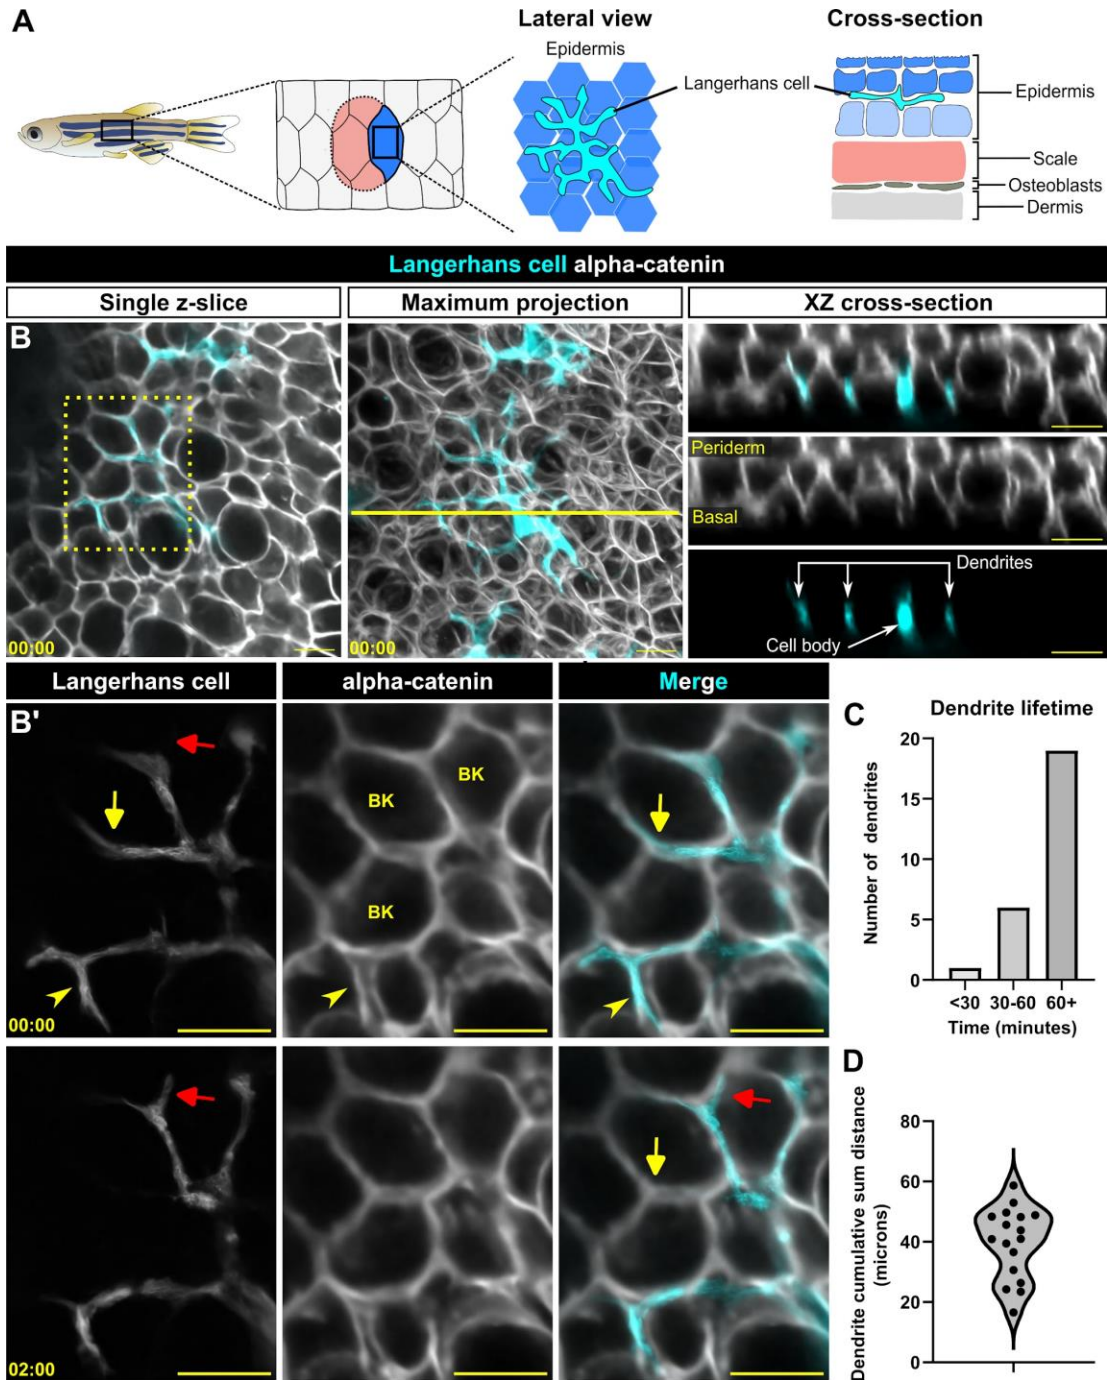 A
Lateral view
Cross-section
Epidermis
Langerhans cell
Epidermis
Scale
Osteoblasts
Dermis
Langerhans cell alpha-catenin
Single z-slice
Maximum projection
XZ cross-section
B
Periderm
Basal
Dendrites
Cell body
00:00
00:00
Langerhans cell
alpha-catenin
Merge
B'
BK
BK
BK
00:00
02:00
C
Dendrite lifetime
Number of dendrites
20
15
10
5
0
<30 30-60 60+
Time (minutes)
D
Dendrite cumulative sum distance
(microns)
80
60
40
20
0